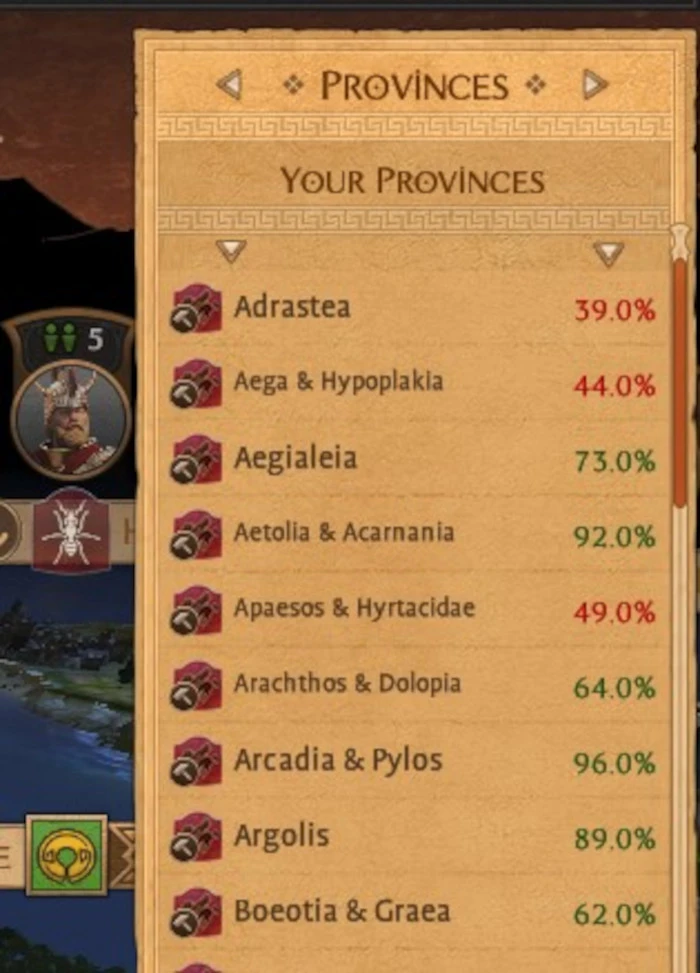 PROVINCES
YOUR PROVINCES
5
Adrastea 39.0%
Aega & Hypoplakia 44.0%
Aegialeia 73.0%
Aetolia & Acarnania 92.0%
Apaesos & Hyrtacidae 49.0%
Arachthos & Dolopia 64.0%
Arcadia & Pylos 96.0%
E
Argolis 89.0%
Boeotia & Graea 62.0%